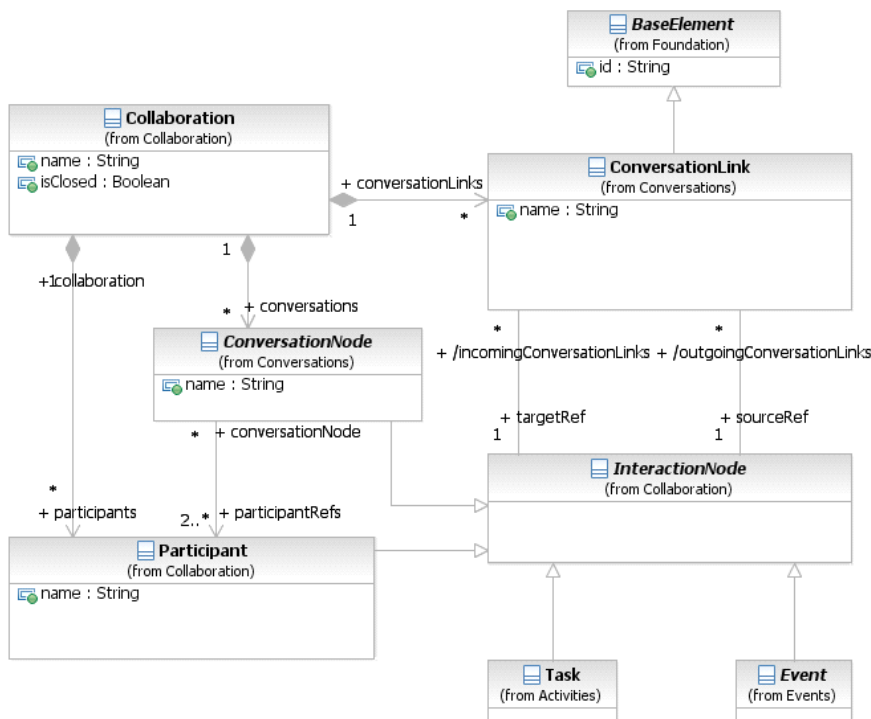 BaseElement
(from Foundation)
id : String
Collaboration
(from Collaboration)
name : String
isClosed : Boolean
+ conversationLinks
1
*
ConversationLink
(from Conversations)
name : String
+1collaboration
1
*
+ conversations
ConversationNode
(from Conversations)
name : String
*
+ /incomingConversationLinks
*
+ /outgoingConversationLinks
+ targetRef
1
+ sourceRef
1
*
+ conversationNode
InteractionNode
(from Collaboration)
*
+ participants
2..*
+ participantRefs
Participant
(from Collaboration)
name : String
Task
(from Activities)
Event
(from Events)